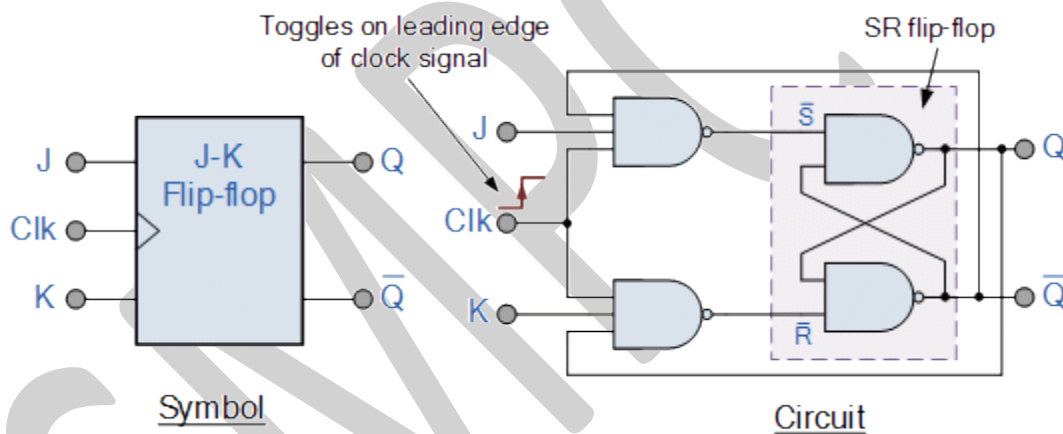 Toggles on leading edge
of clock signal
SR flip-flop
J
Clk
K
J-K
Flip-flop
Q
Q̅
Symbol
J
Clk
K
S̅
R̅
Q
Q̅
Circuit